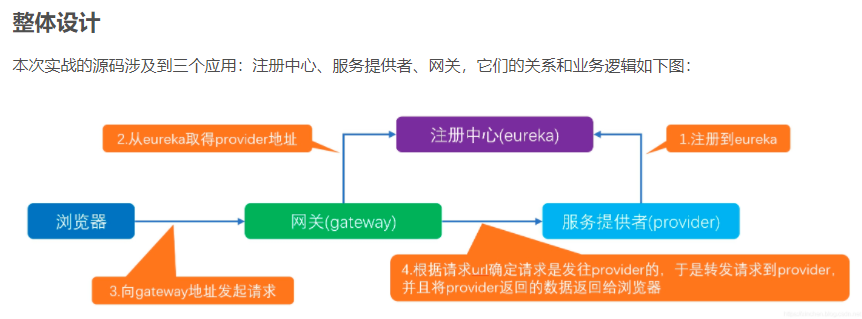 整体设计
本次实战的源码涉及到三个应用：注册中心、服务提供者、网关，它们的关系和业务逻辑如下图：
2.从eureka取得provider地址
注册中心(eureka)
1.注册到eureka
浏览器
网关(gateway)
服务提供者(provider)
3.向gateway地址发起请求
4.根据请求url确定请求是发往provider的，于是转发请求到provider，
并且将provider返回的数据返回给浏览器